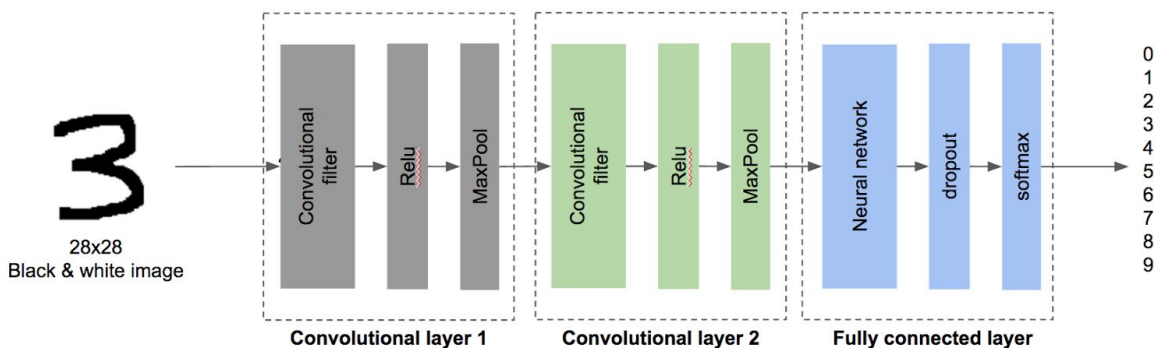 3
28x28
Black & white image
Convolutional
filter
Relu
MaxPool
Convolutional layer 1
Convolutional
filter
Relu
MaxPool
Convolutional layer 2
Neural network
dropout
softmax
Fully connected layer
0
1
2
3
4
5
6
7
8
9